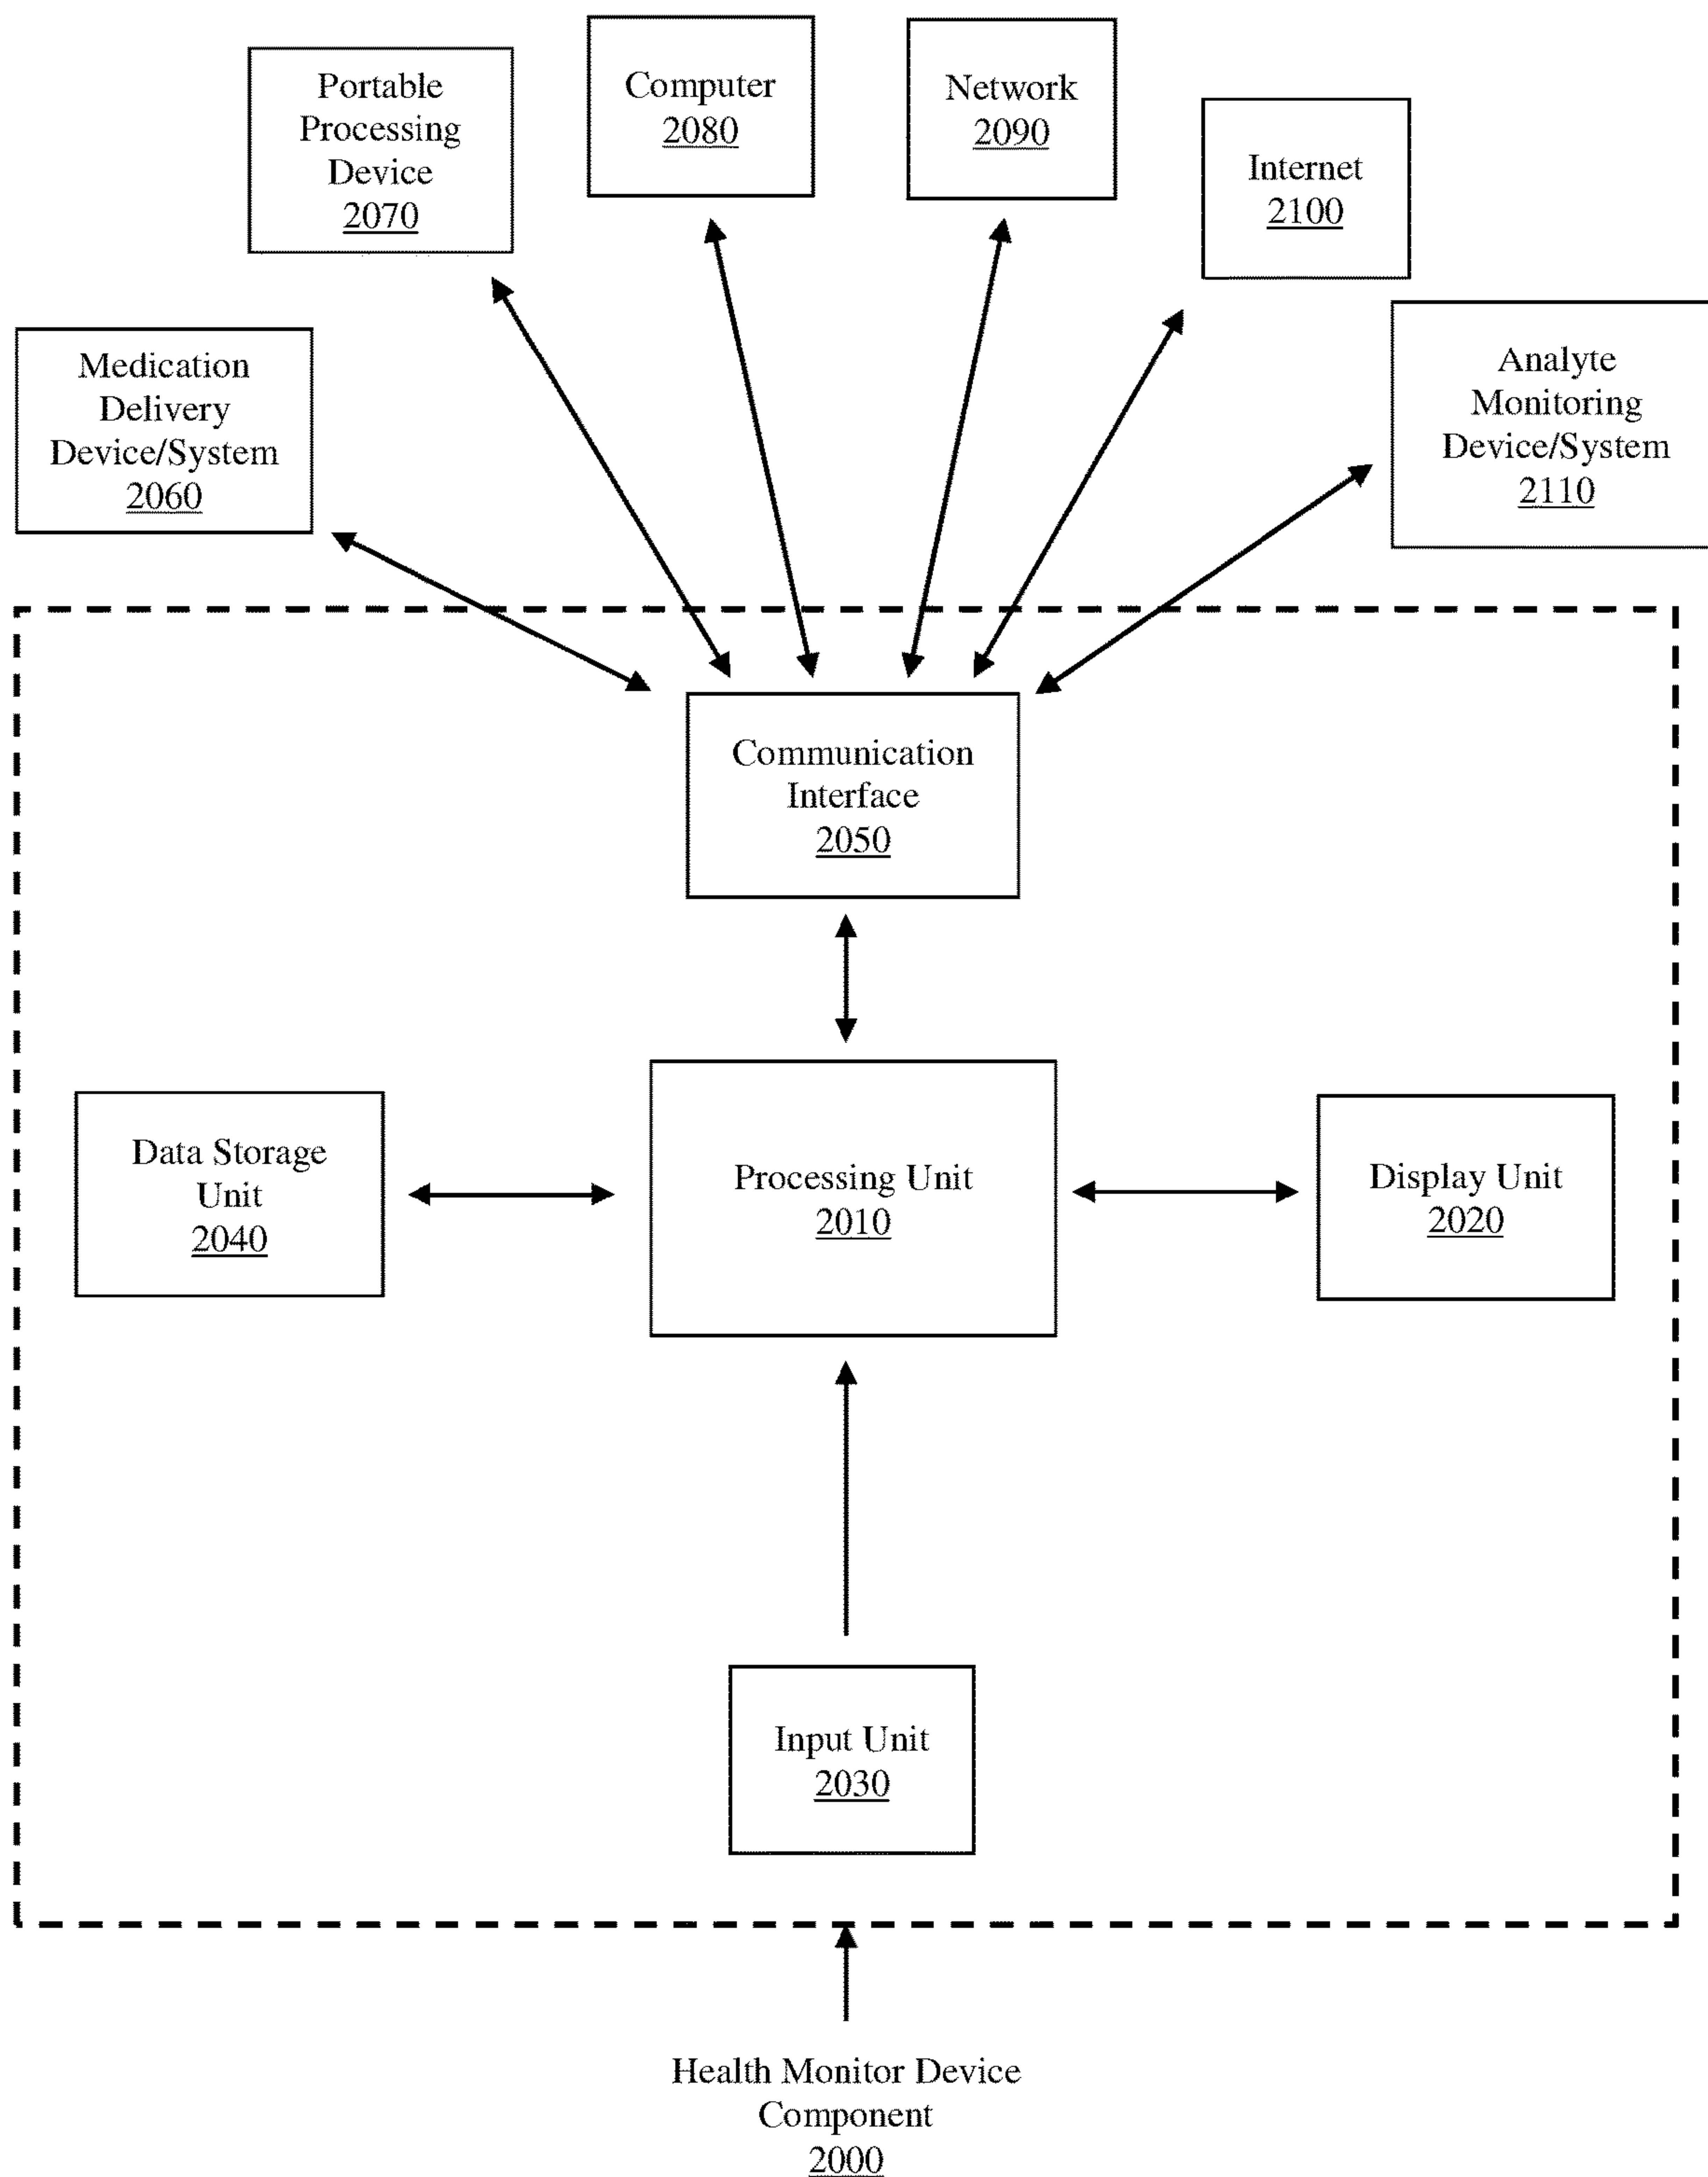 Portable
Processing
Device
2070
Computer
2080
Network
2090
Internet
2100
Medication
Delivery
Device/System
2060
Analyte
Monitoring
Device/System
2110
Communication
Interface
2050
Data Storage
Unit
2040
Processing Unit
2010
Display Unit
2020
Input Unit
2030
Health Monitor Device
Component
2000